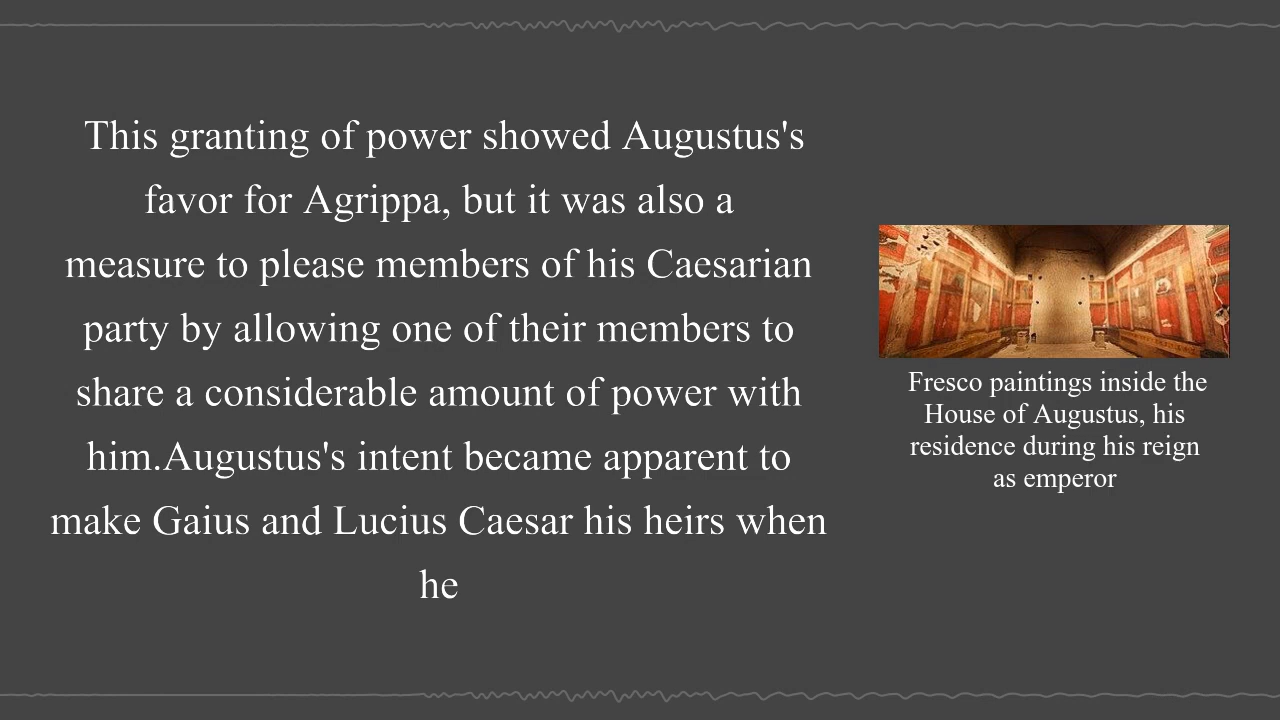 This granting of power showed Augustus's
favor for Agrippa, but it was also a
measure to please members of his Caesarian
party by allowing one of their members to
share a considerable amount of power with
him.Augustus's intent became apparent to
make Gaius and Lucius Caesar his heirs when
he
Fresco paintings inside the
House of Augustus, his
residence during his reign
as emperor